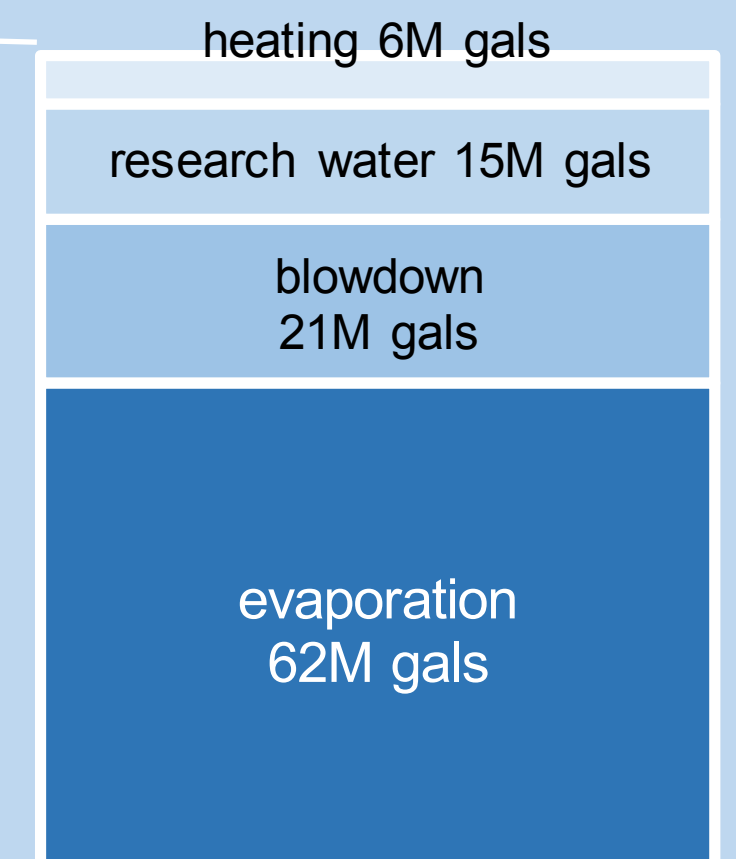 heating 6M gals
research water 15M gals
blowdown
21M gals
evaporation
62M gals